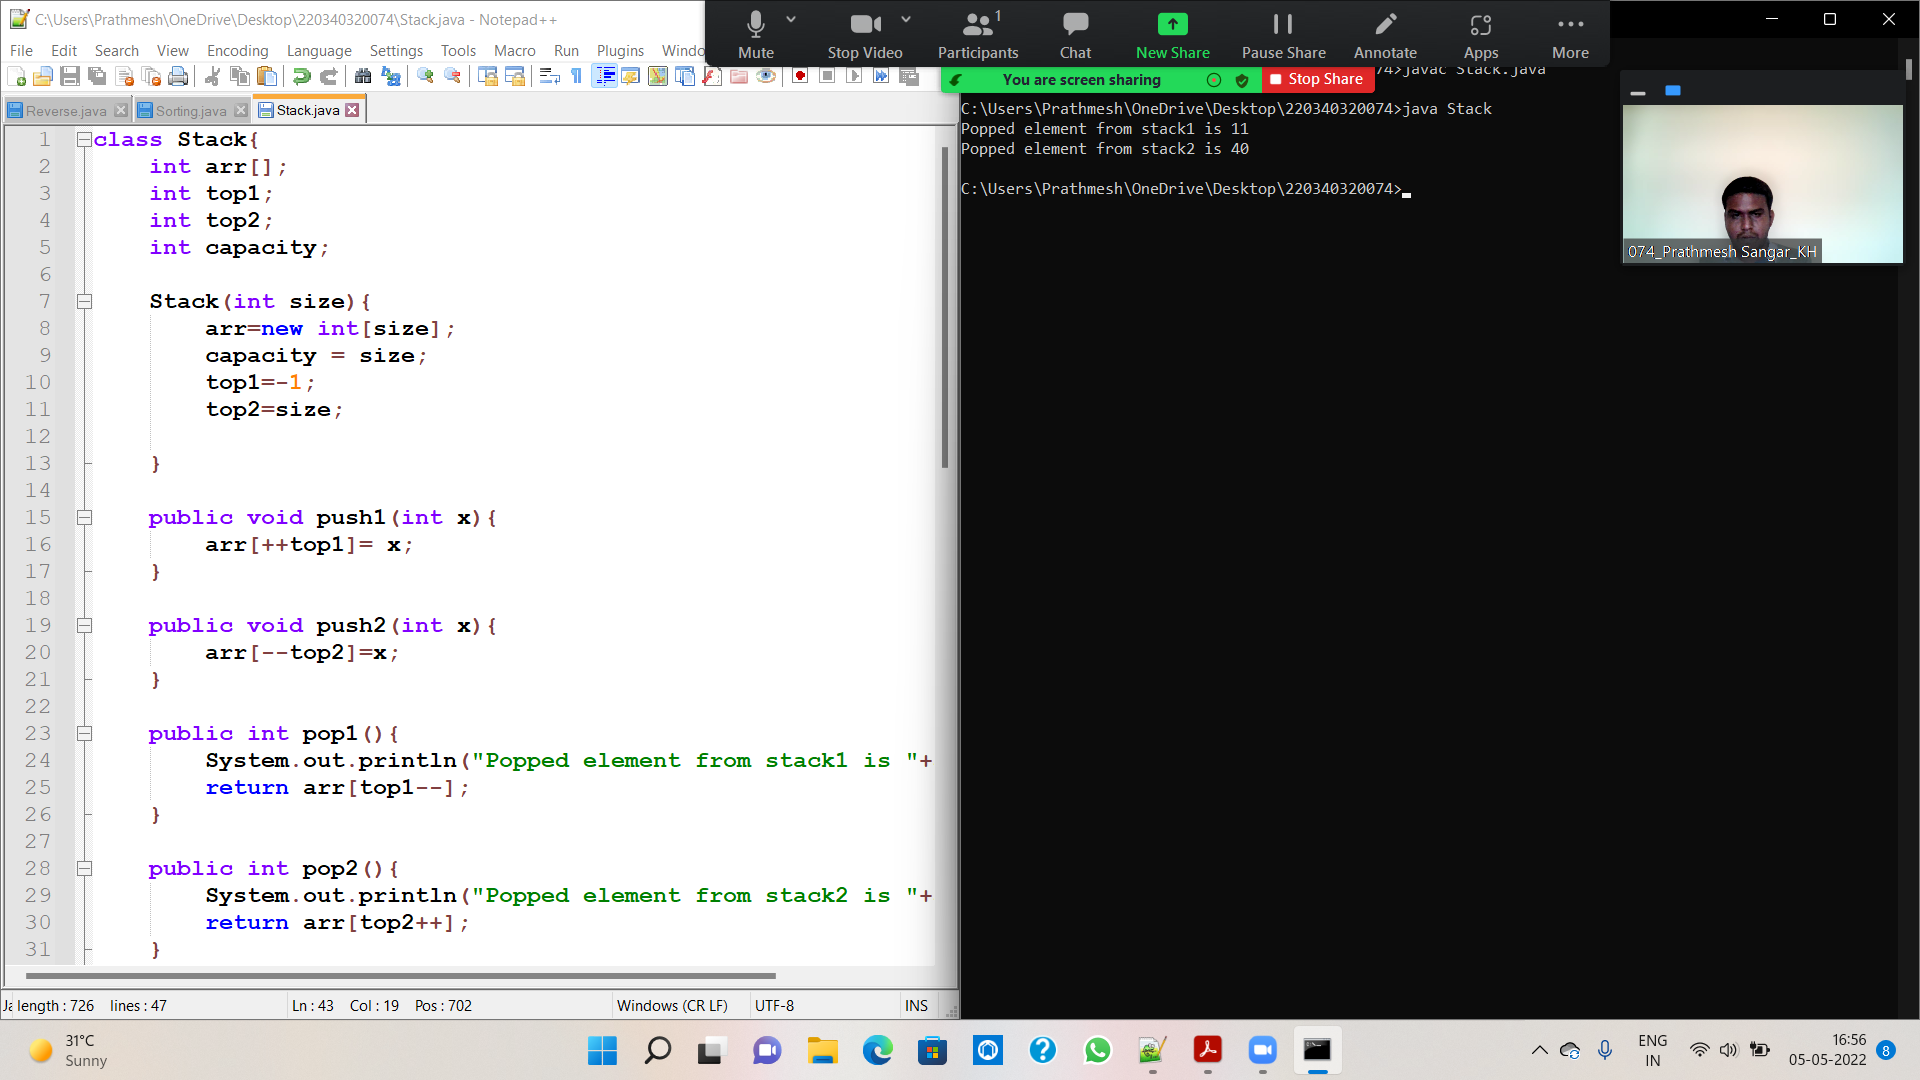 C:\Users\Prathmesh\OneDrive\Desktop\220340320074\Stack.java - Notepad++
File Edit Search View Encoding Language Settings Tools Macro Run Plugins Windo
Reverse.java Sorting.java Stack.java
1 class Stack{
2 int arr[];
3 int top1;
4 int top2;
5 int capacity;
6
7 Stack(int size){
8 arr=new int[size];
9 capacity = size;
10 top1=-1;
11 top2=size;
12
13 }
14
15 public void push1(int x){
16 arr[++top1]= x;
17 }
18
19 public void push2(int x){
20 arr[--top2]=x;
21 }
22
23 public int pop1(){
24 System.out.println("Popped element from stack1 is "+
25 return arr[top1--];
26 }
27
28 public int pop2(){
29 System.out.println("Popped element from stack2 is "+
30 return arr[top2++];
31 }
length : 726 lines : 47 Ln : 43 Col : 19 Pos : 702 Windows (CR LF) UTF-8 INS
Mute Stop Video Participants 1 Chat New Share Pause Share Annotate Apps More
You are screen sharing Stop Share
74>javac Stack.java
C:\Users\Prathmesh\OneDrive\Desktop\220340320074>java Stack
Popped element from stack1 is 11
Popped element from stack2 is 40
C:\Users\Prathmesh\OneDrive\Desktop\220340320074>
074_Prathmesh Sangar_KH
31°C
Sunny
ENG
IN
16:56
05-05-2022
8